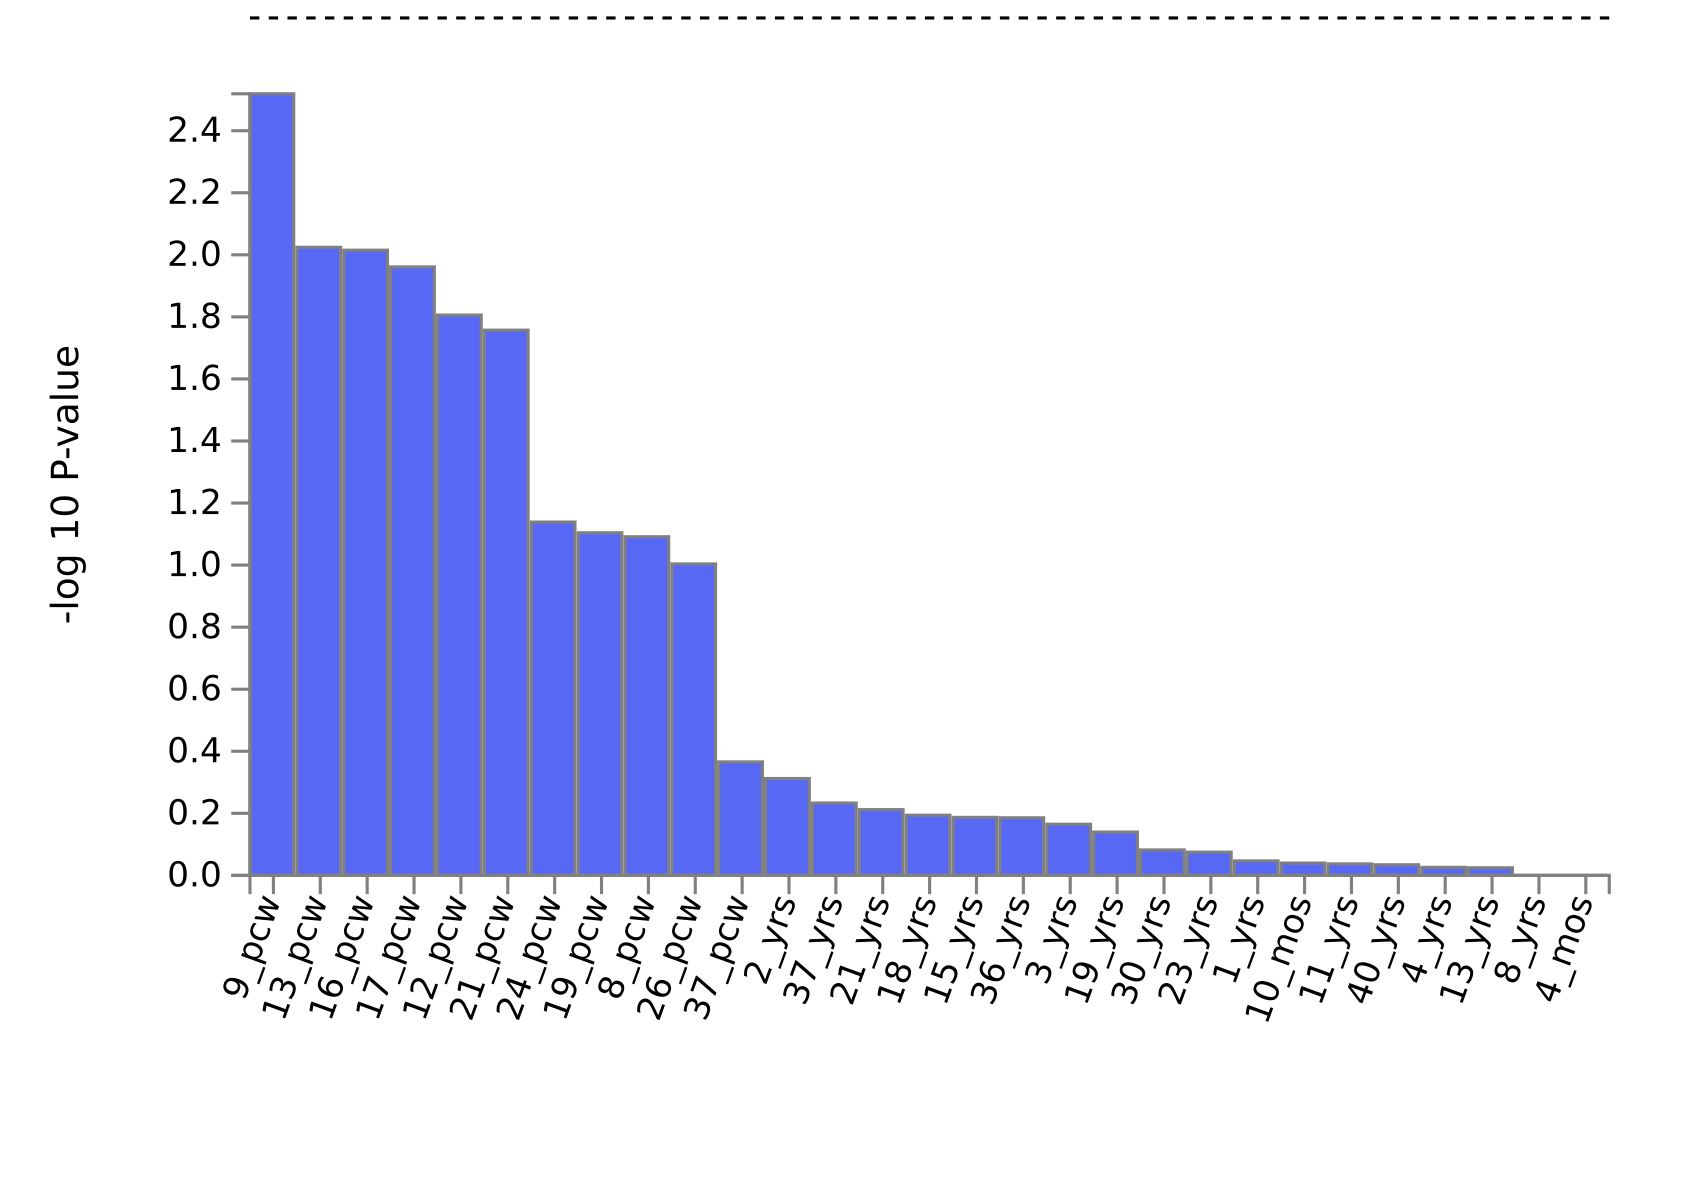 -log 10 P-value
2.4
2.2
2.0
1.8
1.6
1.4
1.2
1.0
0.8
0.6
0.4
0.2
0.0
9_pcw
13_pcw
16_pcw
17_pcw
12_pcw
21_pcw
24_pcw
19_pcw
8_pcw
26_pcw
37_pcw
2_yrs
37_yrs
21_yrs
18_yrs
15_yrs
36_yrs
3_yrs
19_yrs
30_yrs
23_yrs
1_yrs
10_mos
11_yrs
40_yrs
4_yrs
13_yrs
8_yrs
4_mos